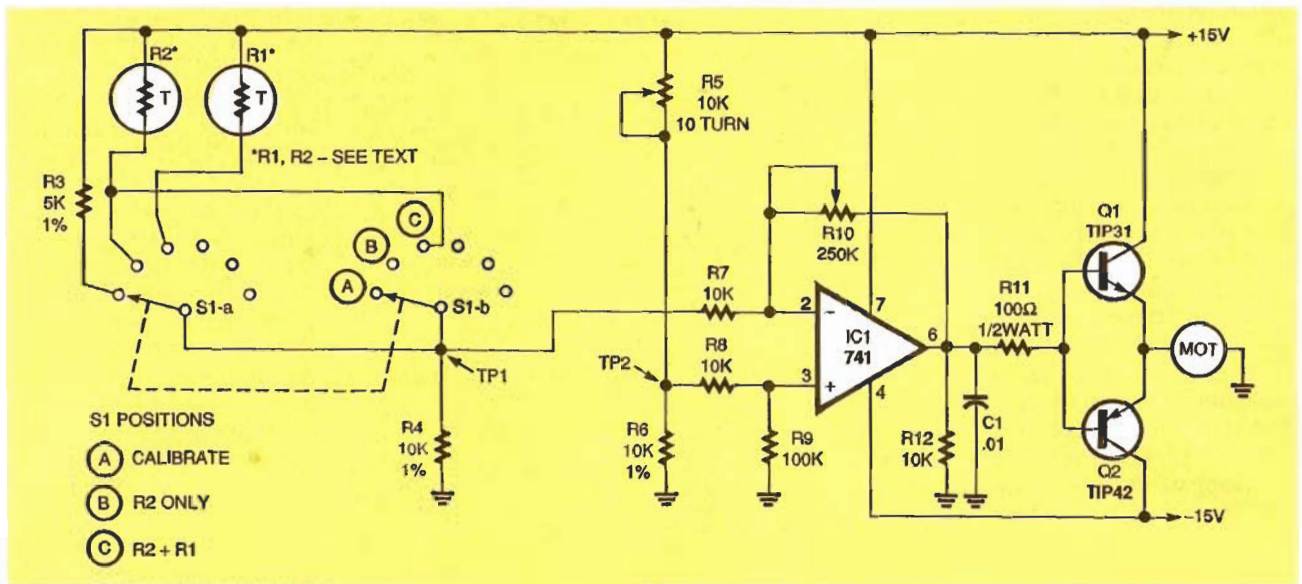 R2*
R1*
T
T
*R1, R2 – SEE TEXT
R3
5K
1%
C
B
A
S1-a
S1-b
TP1
S1 POSITIONS
A CALIBRATE
B R2 ONLY
C R2 + R1
R4
10K
1%
R5
10K
10 TURN
TP2
R6
10K
1%
R7
10K
R8
10K
R9
100K
R10
250K
2
–
3
+
IC1
741
7
6
4
R12
10K
C1
.01
R11
100Ω
1/2WATT
Q1
TIP31
Q2
TIP42
MOT
+15V
–15V